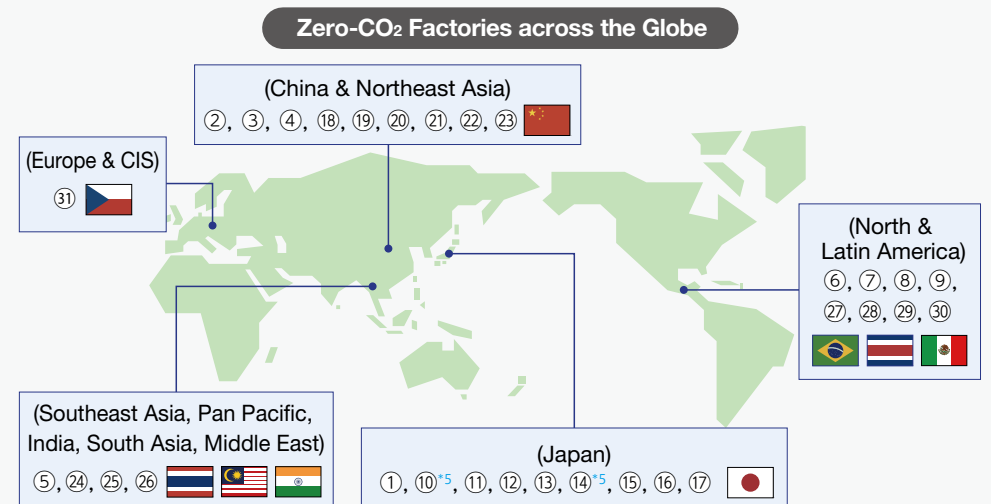 Zero-CO₂ Factories across the Globe
(China & Northeast Asia)
②, ③, ④, ⑱, ⑲, ⑳, ㉑, ㉒, ㉓
(Europe & CIS)
㉛
(North &
Latin America)
⑥, ⑦, ⑧, ⑨,
㉗, ㉘, ㉙, ㉚
(Southeast Asia, Pan Pacific,
India, South Asia, Middle East)
⑤, ㉔, ㉕, ㉖
(Japan)
①, ⑩*5, ⑪, ⑫, ⑬, ⑭*5, ⑮, ⑯, ⑰